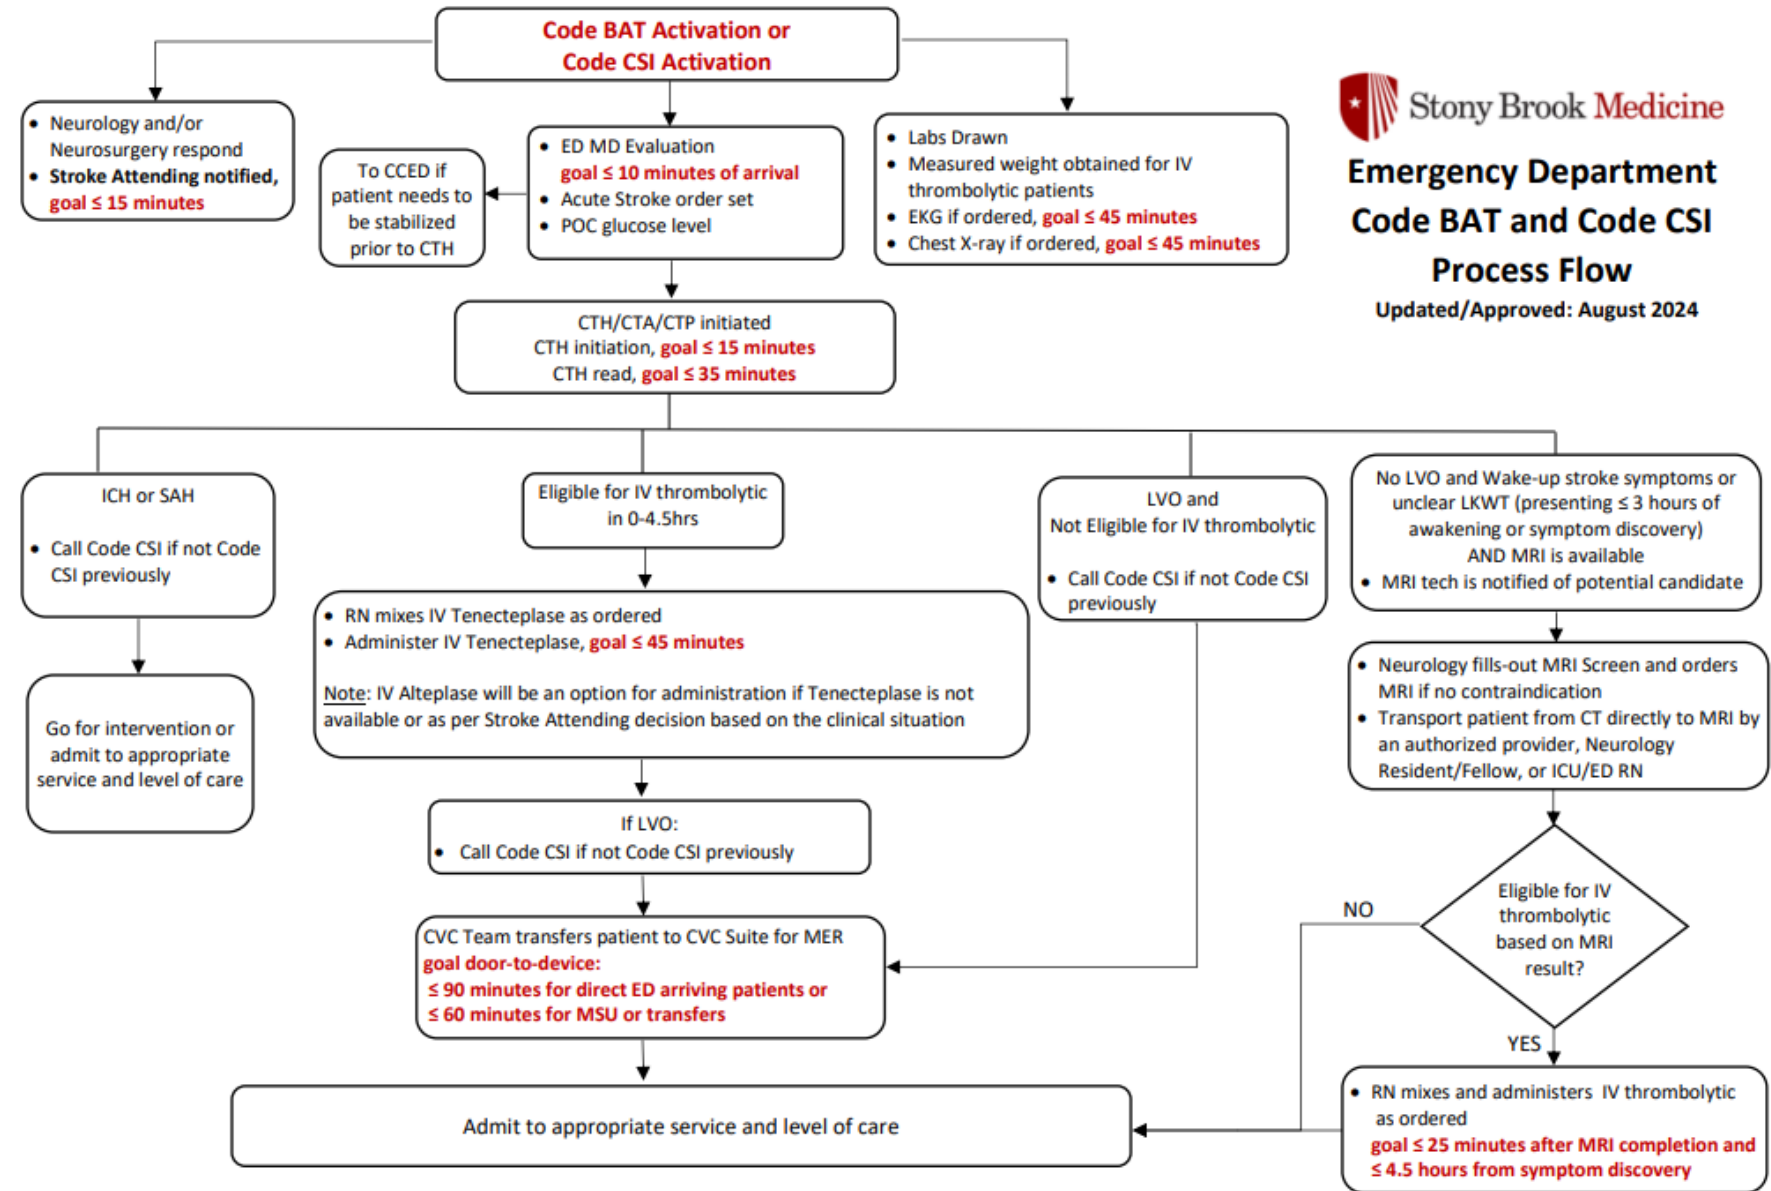 Code BAT Activation or
Code CSI Activation
Stony Brook Medicine
Emergency Department
Code BAT and Code CSI
Process Flow
Updated/Approved: August 2024
• Neurology and/or
Neurosurgery respond
• Stroke Attending notified,
goal ≤ 15 minutes
To CCED if
patient needs to
be stabilized
prior to CTH
• ED MD Evaluation
goal ≤ 10 minutes of arrival
• Acute Stroke order set
• POC glucose level
• Labs Drawn
• Measured weight obtained for IV
thrombolytic patients
• EKG if ordered, goal ≤ 45 minutes
• Chest X-ray if ordered, goal ≤ 45 minutes
CTH/CTA/CTP initiated
CTH initiation, goal ≤ 15 minutes
CTH read, goal ≤ 35 minutes
ICH or SAH
• Call Code CSI if not Code
CSI previously
Go for intervention or
admit to appropriate
service and level of care
Eligible for IV thrombolytic
in 0-4.5hrs
• RN mixes IV Tenecteplase as ordered
• Administer IV Tenecteplase, goal ≤ 45 minutes
Note: IV Alteplase will be an option for administration if Tenecteplase is not
available or as per Stroke Attending decision based on the clinical situation
If LVO:
• Call Code CSI if not Code CSI previously
CVC Team transfers patient to CVC Suite for MER
goal door-to-device:
≤ 90 minutes for direct ED arriving patients or
≤ 60 minutes for MSU or transfers
LVO and
Not Eligible for IV thrombolytic
• Call Code CSI if not Code CSI
previously
No LVO and Wake-up stroke symptoms or
unclear LKWT (presenting ≤ 3 hours of
awakening or symptom discovery)
AND MRI is available
• MRI tech is notified of potential candidate
• Neurology fills-out MRI Screen and orders
MRI if no contraindication
• Transport patient from CT directly to MRI by
an authorized provider, Neurology
Resident/Fellow, or ICU/ED RN
Eligible for IV
thrombolytic
based on MRI
result?
NO
YES
• RN mixes and administers IV thrombolytic
as ordered
goal ≤ 25 minutes after MRI completion and
≤ 4.5 hours from symptom discovery
Admit to appropriate service and level of care